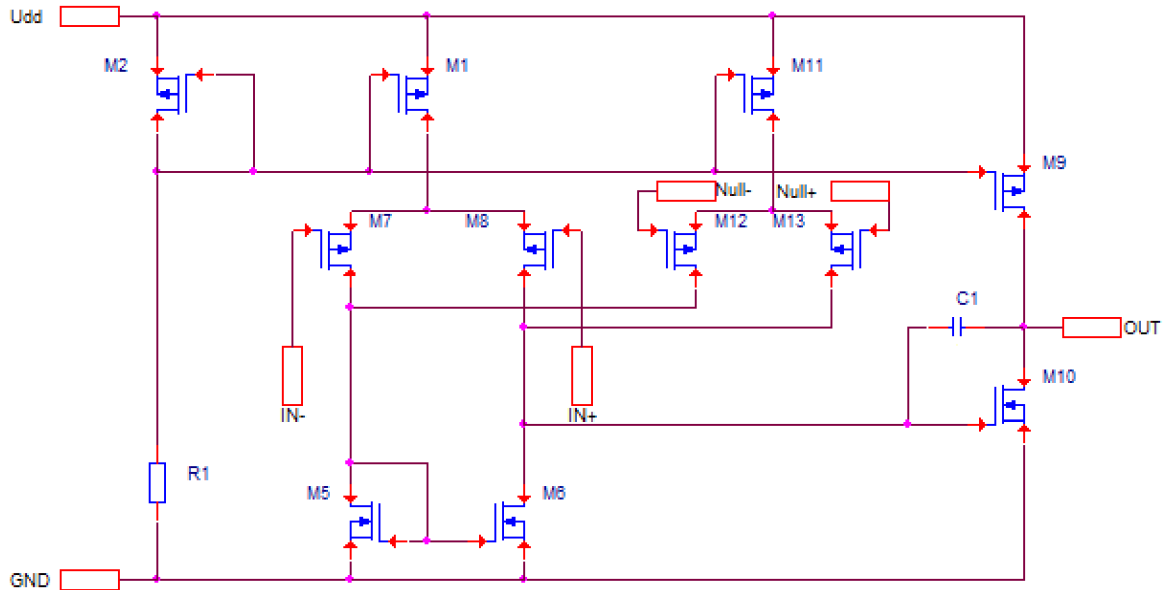 Udd
M2
M1
M11
M9
Null-
Null+
M7
M8
M12
M13
C1
OUT
M10
IN-
IN+
R1
M5
M6
GND